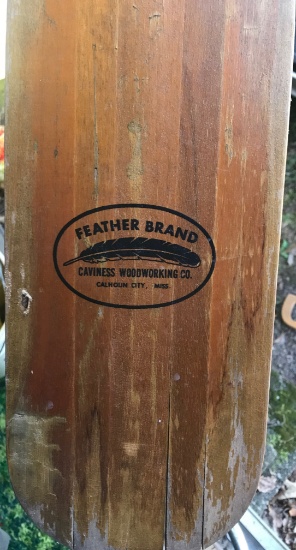 FEATHER BRAND
CAVINESS WOODWORKING CO.
CALHOUN CITY, MISS.